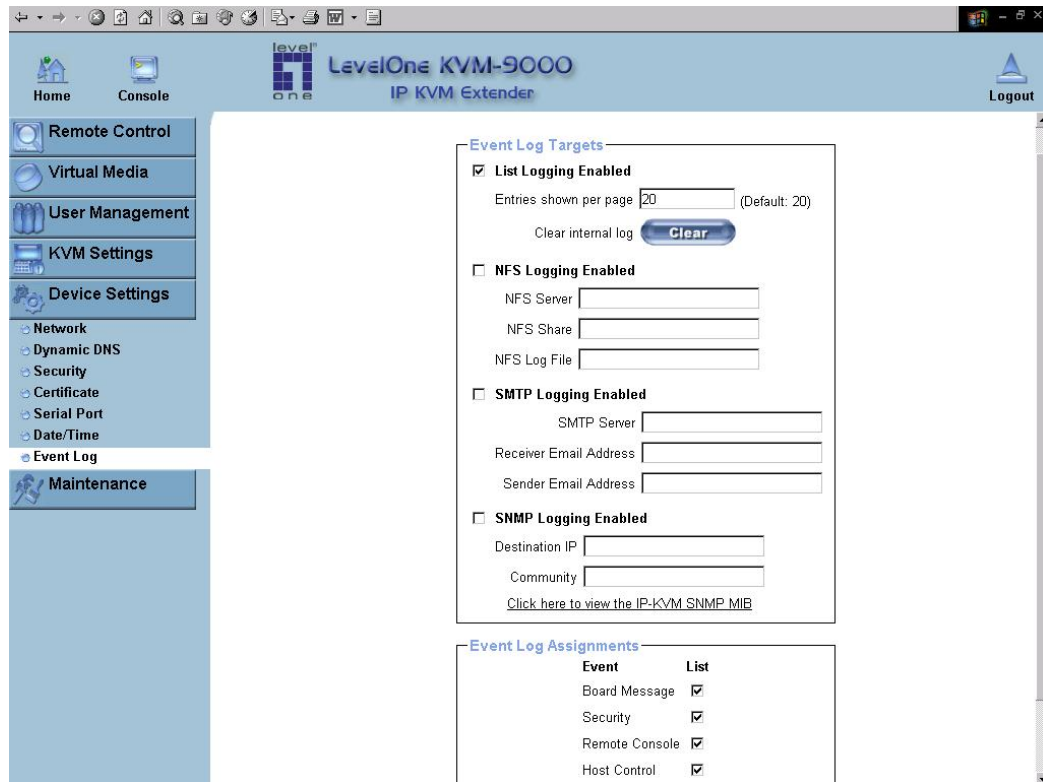 level
one
LevelOne KVM-9000
IP KVM Extender
Home
Console
Logout
Remote Control
Virtual Media
User Management
KVM Settings
Device Settings
Network
Dynamic DNS
Security
Certificate
Serial Port
Date/Time
Event Log
Maintenance
Event Log Targets
List Logging Enabled
Entries shown per page 20 (Default: 20)
Clear internal log Clear
NFS Logging Enabled
NFS Server
NFS Share
NFS Log File
SMTP Logging Enabled
SMTP Server
Receiver Email Address
Sender Email Address
SNMP Logging Enabled
Destination IP
Community
Click here to view the IP-KVM SNMP MIB
Event Log Assignments
Event List
Board Message
Security
Remote Console
Host Control